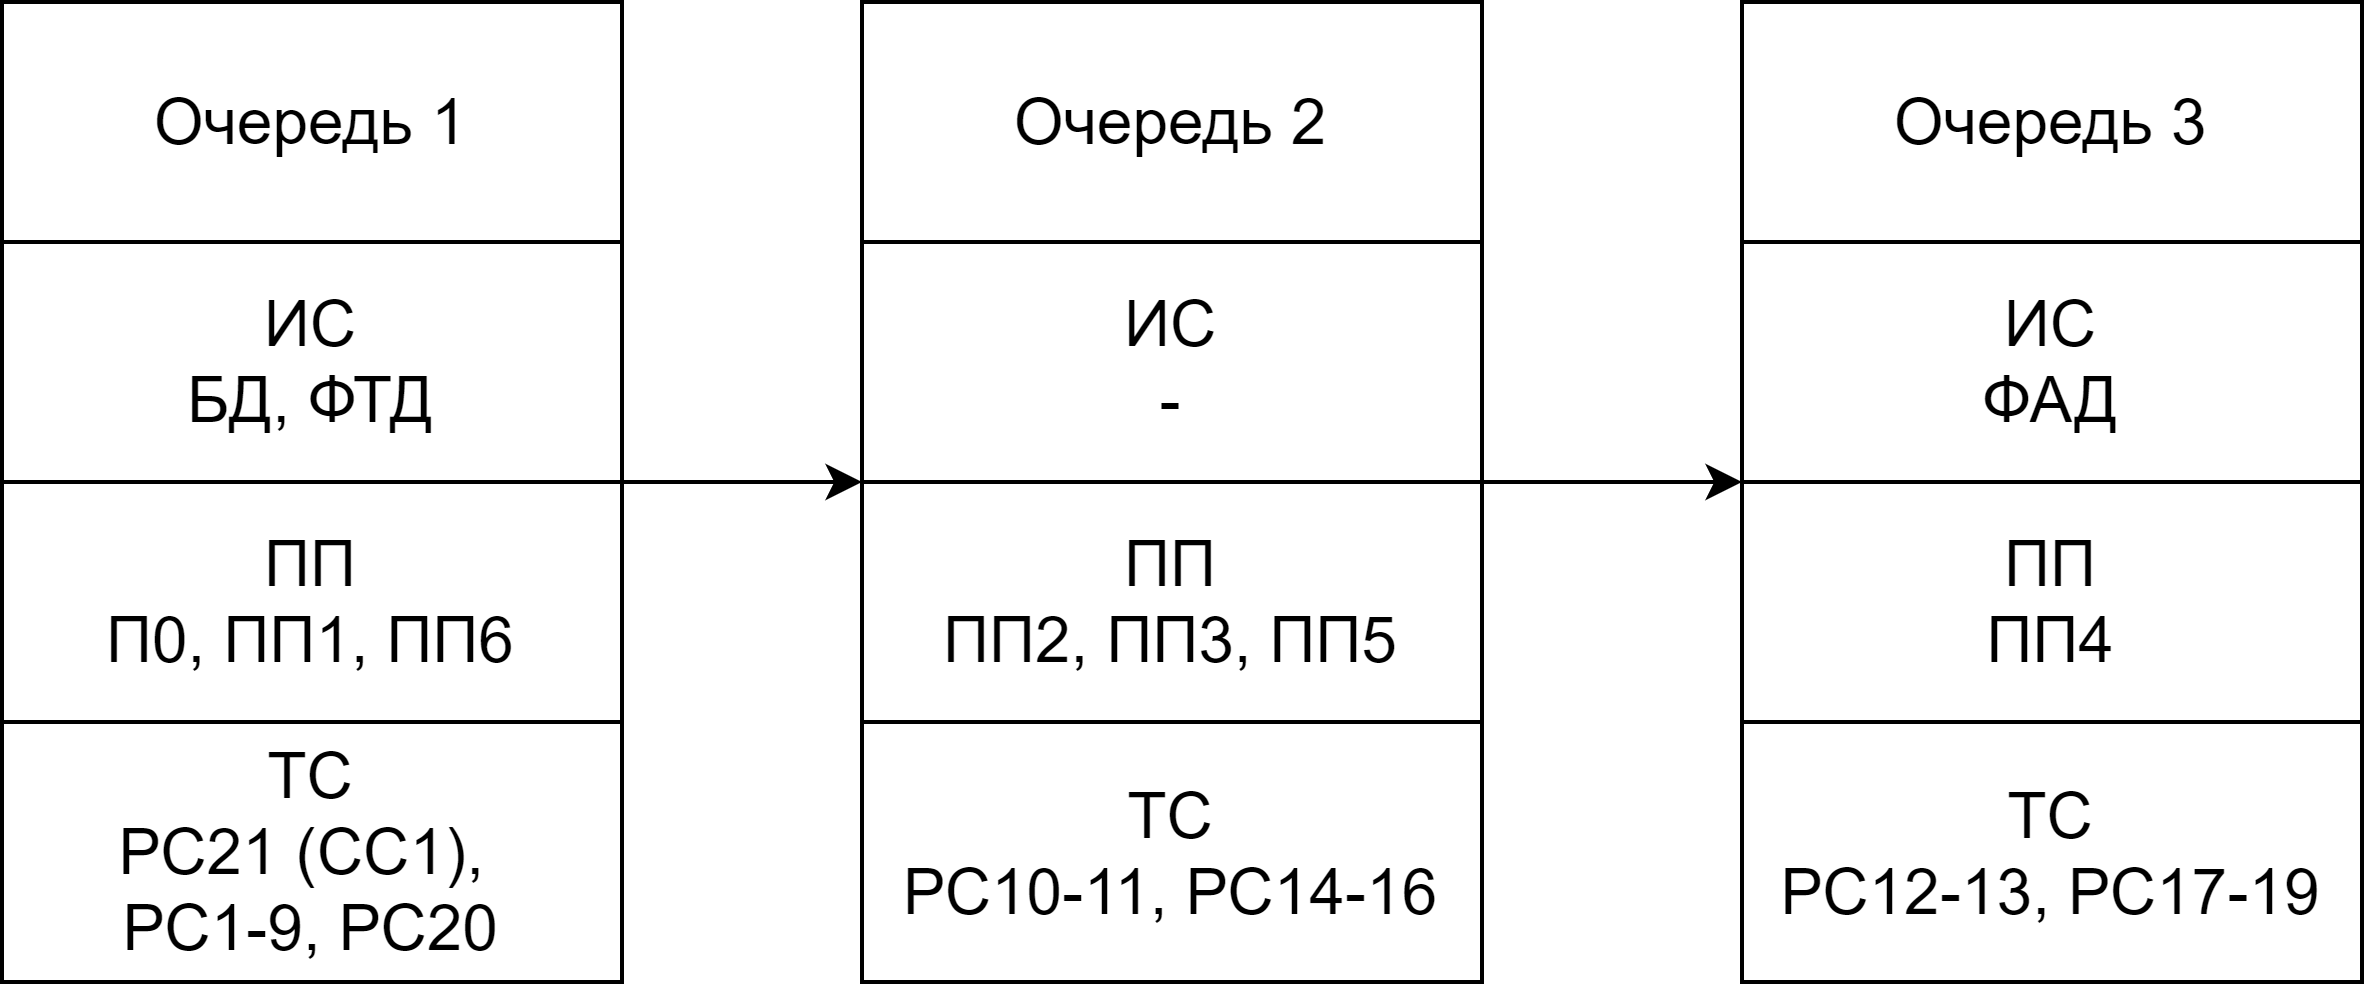 Очередь 1
ИС
БД, ФТД
ПП
П0, ПП1, ПП6
ТС
РС21 (СС1),
РС1-9, РС20
Очередь 2
ИС
-
ПП
ПП2, ПП3, ПП5
ТС
РС10-11, РС14-16
Очередь 3
ИС
ФАД
ПП
ПП4
ТС
РС12-13, РС17-19